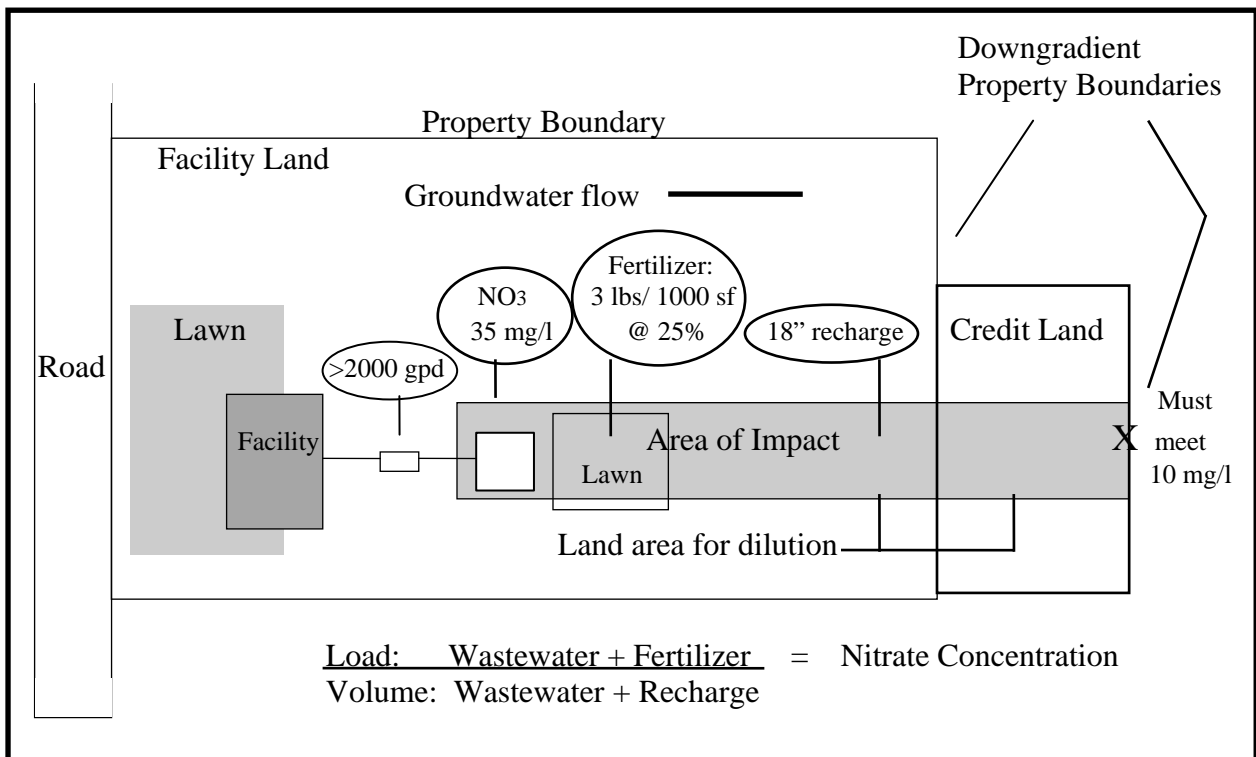 Downgradient
Property Boundaries
Property Boundary
Facility Land
Groundwater flow
Fertilizer:
3 lbs/ 1000 sf
@ 25%
NO3
35 mg/l
18” recharge
Credit Land
Lawn
Road
>2000 gpd
Must
meet
10 mg/l
X
Facility
Area of Impact
Lawn
Land area for dilution
Load: Wastewater + Fertilizer = Nitrate Concentration
Volume: Wastewater + Recharge